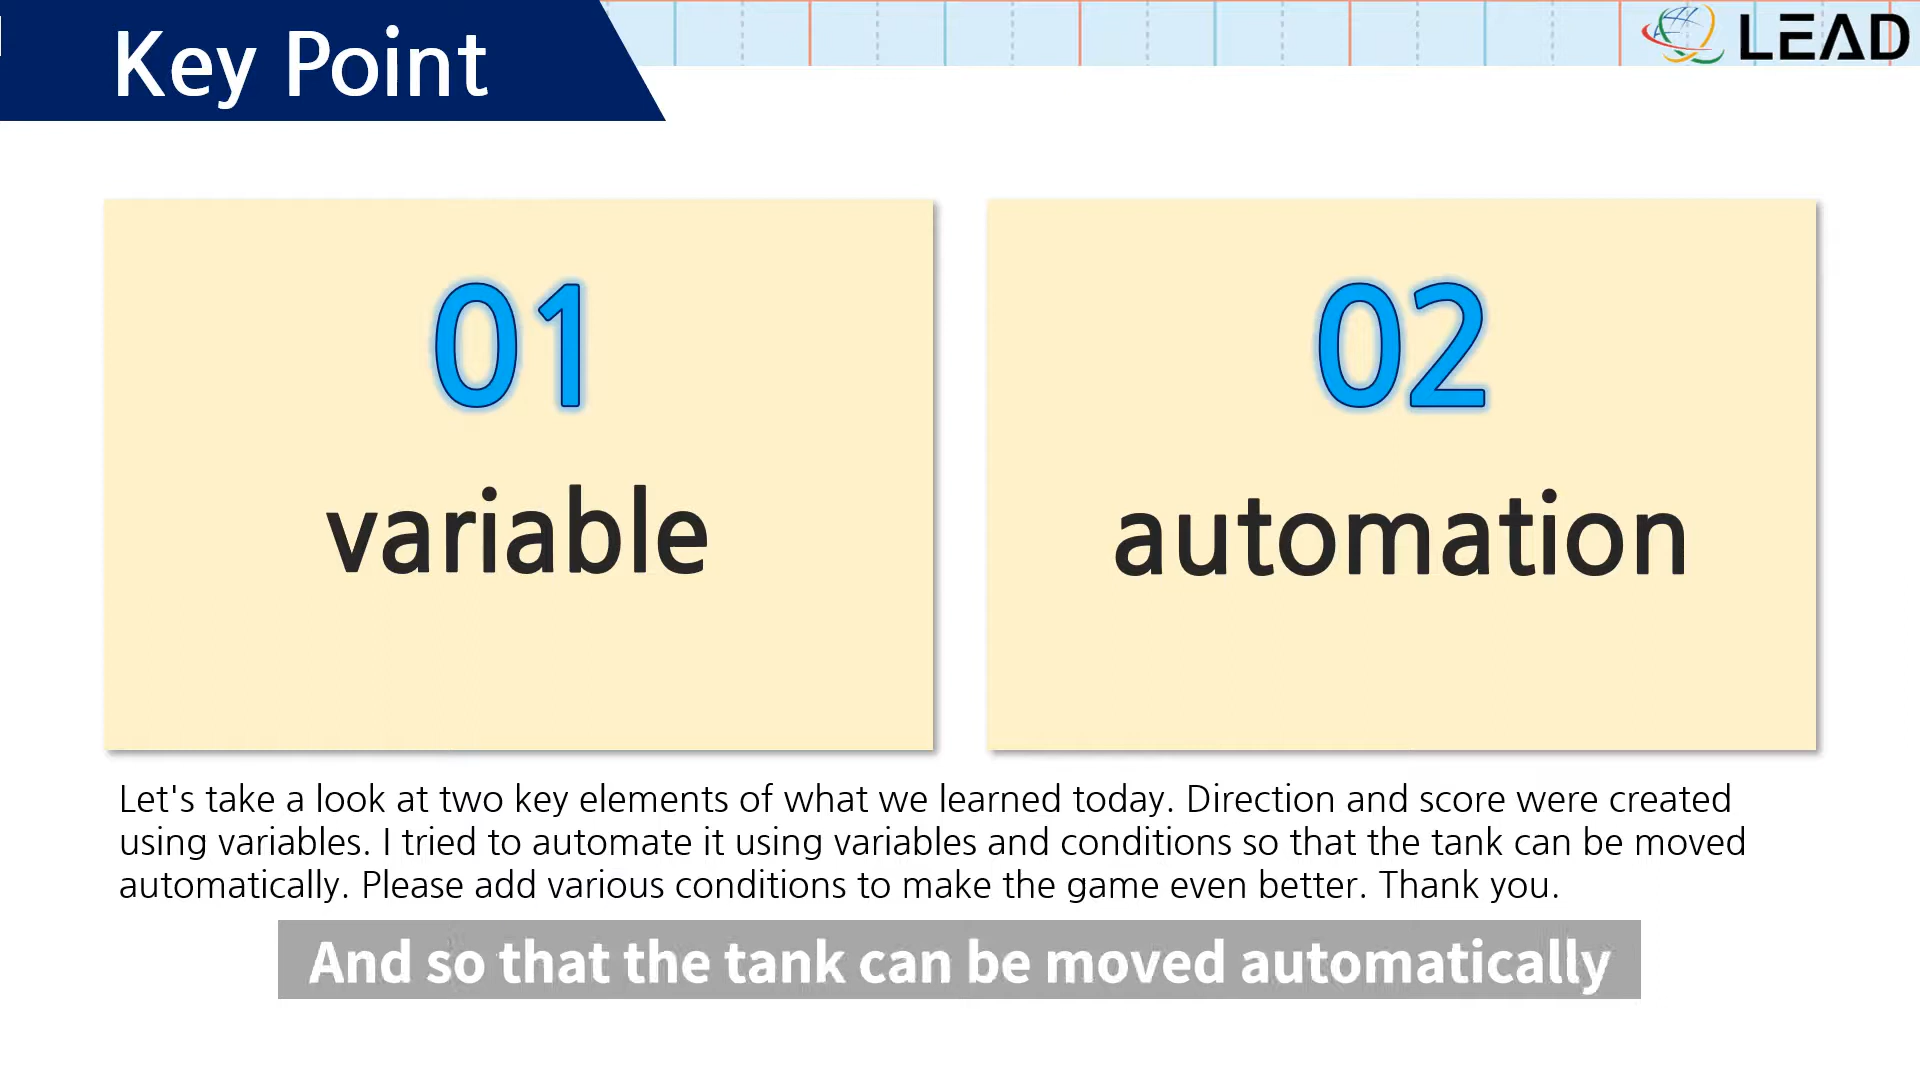 Key Point
LEAD
01
variable
02
automation
Let's take a look at two key elements of what we learned today. Direction and score were created
using variables. I tried to automate it using variables and conditions so that the tank can be moved
automatically. Please add various conditions to make the game even better. Thank you.
And so that the tank can be moved automatically